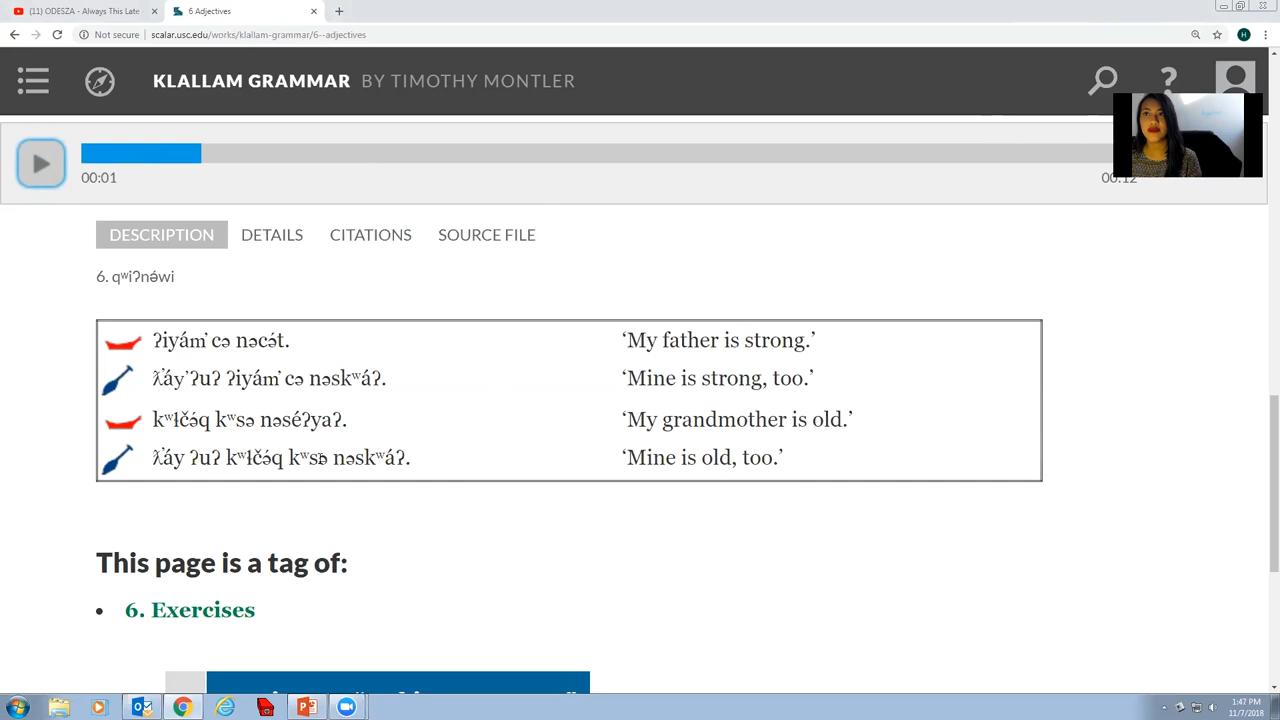 (11) ODESZA - Always This Late
6 Adjectives
Not secure | scalar.usc.edu/works/klallam-grammar/6--adjectives
H
KLALLAM GRAMMAR BY TIMOTHY MONTLER
00:01
00:12
DESCRIPTION DETAILS CITATIONS SOURCE FILE
6. qʷiʔnə́wi
ʔiyám̕ cə nəcə́t. ‘My father is strong.’
ƛ̕áy̕ ʔuʔ ʔiyám̕ cə nəskʷáʔ. ‘Mine is strong, too.’
kʷɬčə́q kʷsə nəséʔyaʔ. ‘My grandmother is old.’
ƛ̕áy ʔuʔ kʷɬčə́q kʷsə nəskʷáʔ. ‘Mine is old, too.’
This page is a tag of:
• 6. Exercises
1:47 PM
11/7/2018